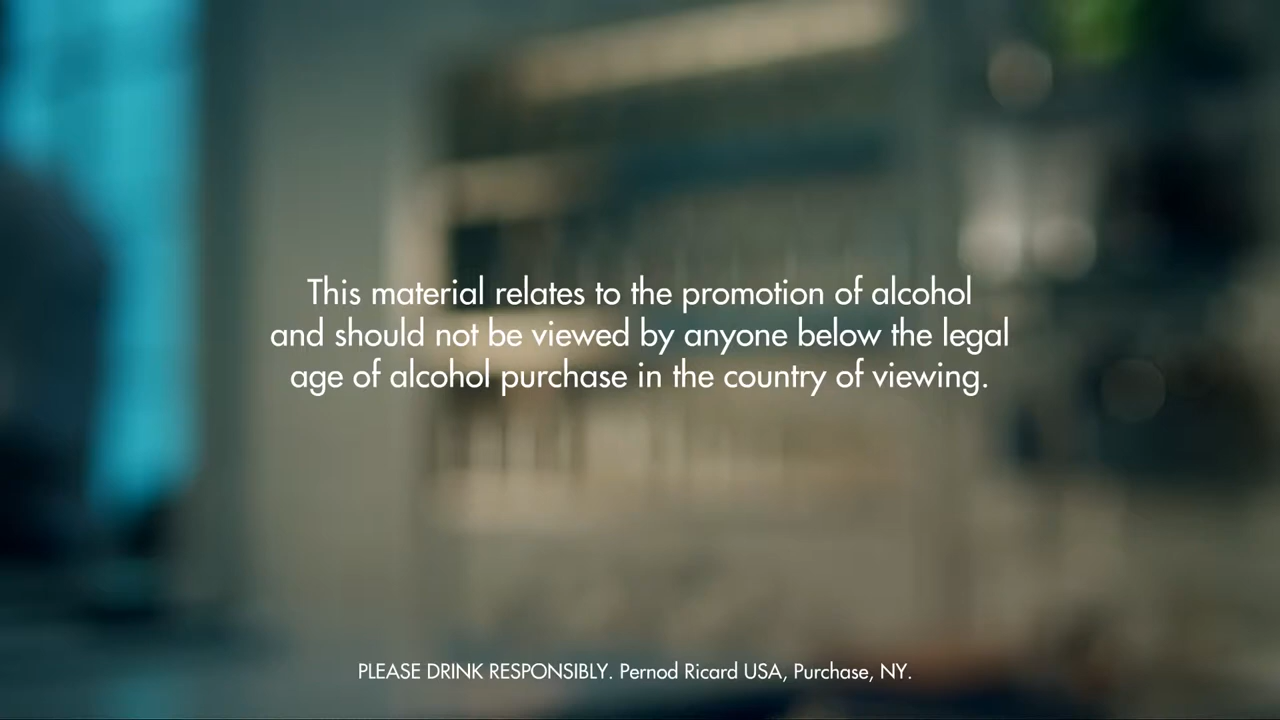 This material relates to the promotion of alcohol
and should not be viewed by anyone below the legal
age of alcohol purchase in the country of viewing.
PLEASE DRINK RESPONSIBLY. Pernod Ricard USA, Purchase, NY.